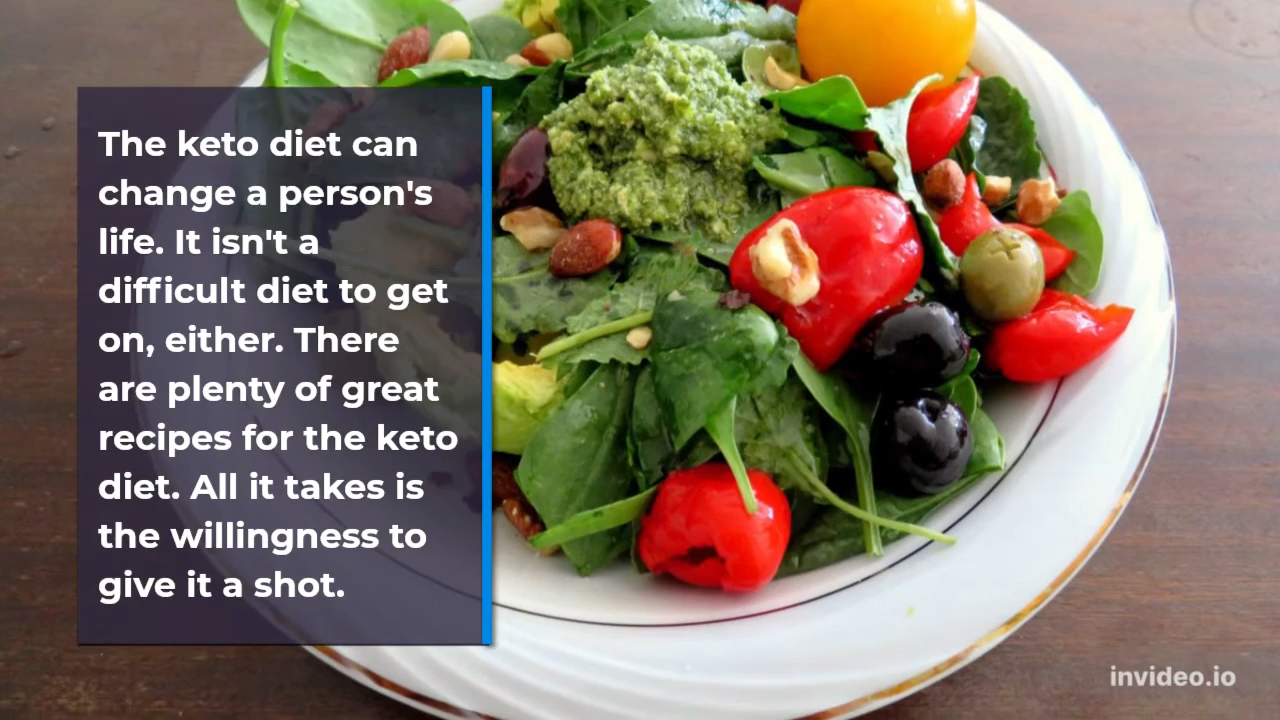 The keto diet can
change a person's
life. It isn't a
difficult diet to get
on, either. There
are plenty of great
recipes for the keto
diet. All it takes is
the willingness to
give it a shot.
invideo.io